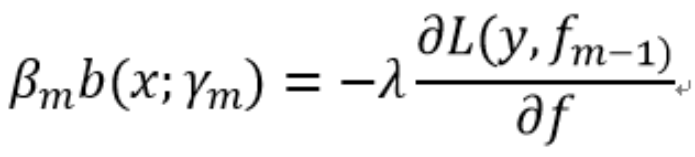 βₘb(x; γₘ) = −λ ∂L(y, fₘ₋₁) / ∂f ↵